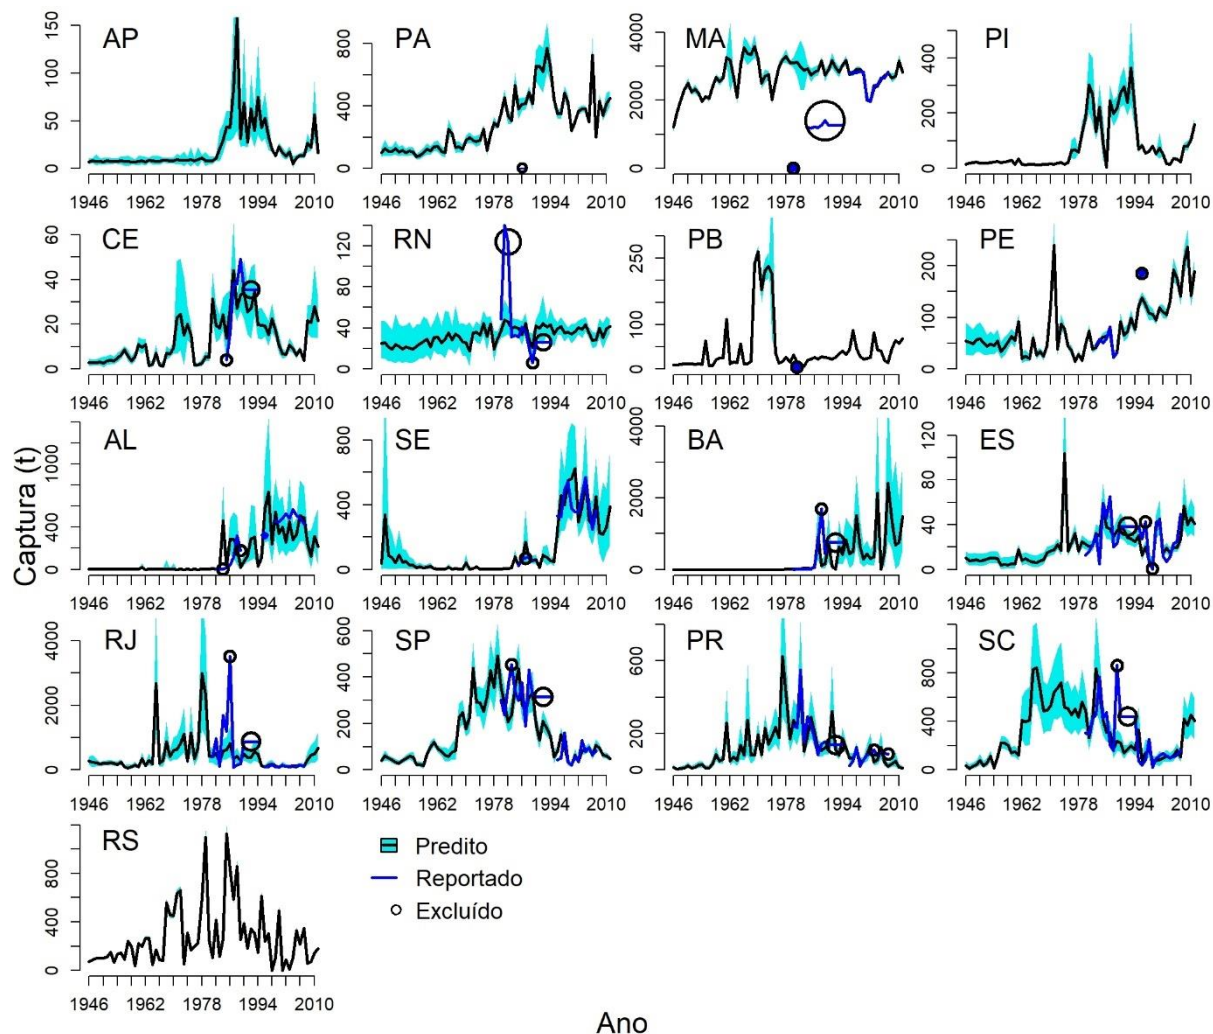 AP
0 50 100 150
1946 1962 1978 1994 2010
PA
0 400 800
1946 1962 1978 1994 2010
MA
0 2000 4000
1946 1962 1978 1994 2010
PI
0 200 400
1946 1962 1978 1994 2010
CE
0 20 40 60
1946 1962 1978 1994 2010
RN
0 40 80 120
1946 1962 1978 1994 2010
PB
0 100 250
1946 1962 1978 1994 2010
PE
0 100 200
1946 1962 1978 1994 2010
Captura (t)
AL
0 400 1000
1946 1962 1978 1994 2010
SE
0 400 800
1946 1962 1978 1994 2010
BA
0 2000 4000
1946 1962 1978 1994 2010
ES
0 40 80 120
1946 1962 1978 1994 2010
RJ
0 2000 4000
1946 1962 1978 1994 2010
SP
0 200 400 600
1946 1962 1978 1994 2010
PR
0 200 600
1946 1962 1978 1994 2010
SC
0 400 800
1946 1962 1978 1994 2010
RS
0 400 800
1946 1962 1978 1994 2010
Predito
Reportado
Excluído
Ano